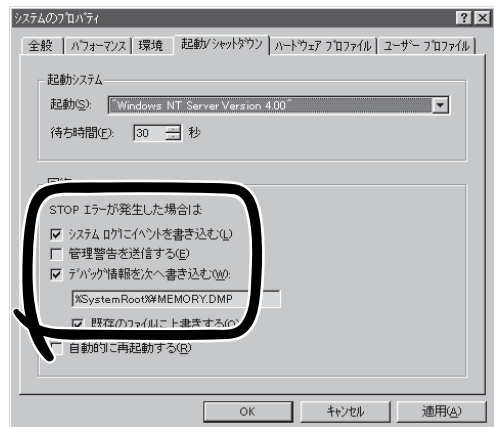 システムのプロパティ
全般 パフォーマンス 環境 起動/シャットダウン ハードウェア プロファイル ユーザー プロファイル
起動システム
起動(S): "Windows NT Server Version 4.00"
待ち時間(F): 30 秒
STOP エラーが発生した場合は
システム ログにイベントを書き込む(L)
管理警告を送信する(E)
デバッグ情報を次へ書き込む(W):
%SystemRoot%¥MEMORY.DMP
既存のファイルに上書きする(O)
自動的に再起動する(R)
OK キャンセル 適用(A)